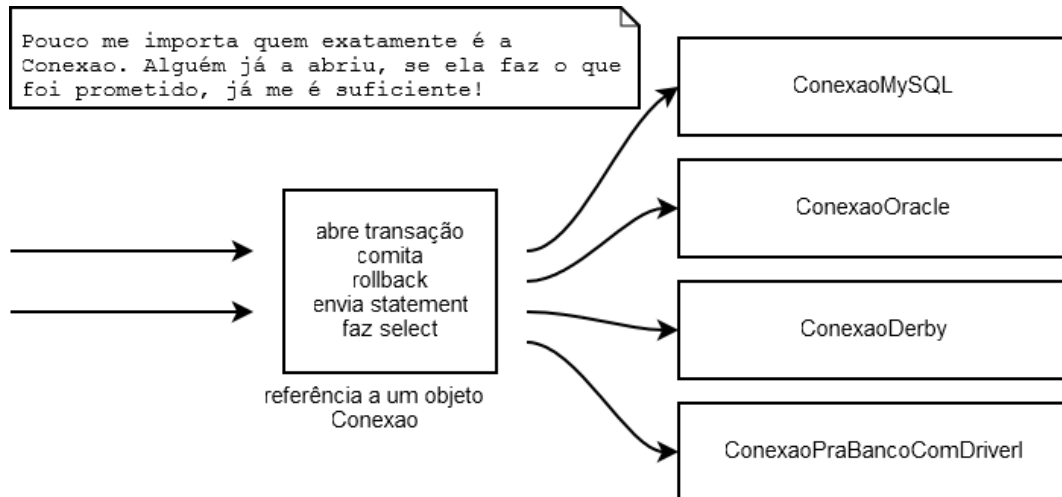 Pouco me importa quem exatamente é a
Conexao. Alguém já a abriu, se ela faz o que
foi prometido, já me é suficiente!
abre transação
comita
rollback
envia statement
faz select
referência a um objeto
Conexao
ConexaoMySQL
ConexaoOracle
ConexaoDerby
ConexaoPraBancoComDriverI